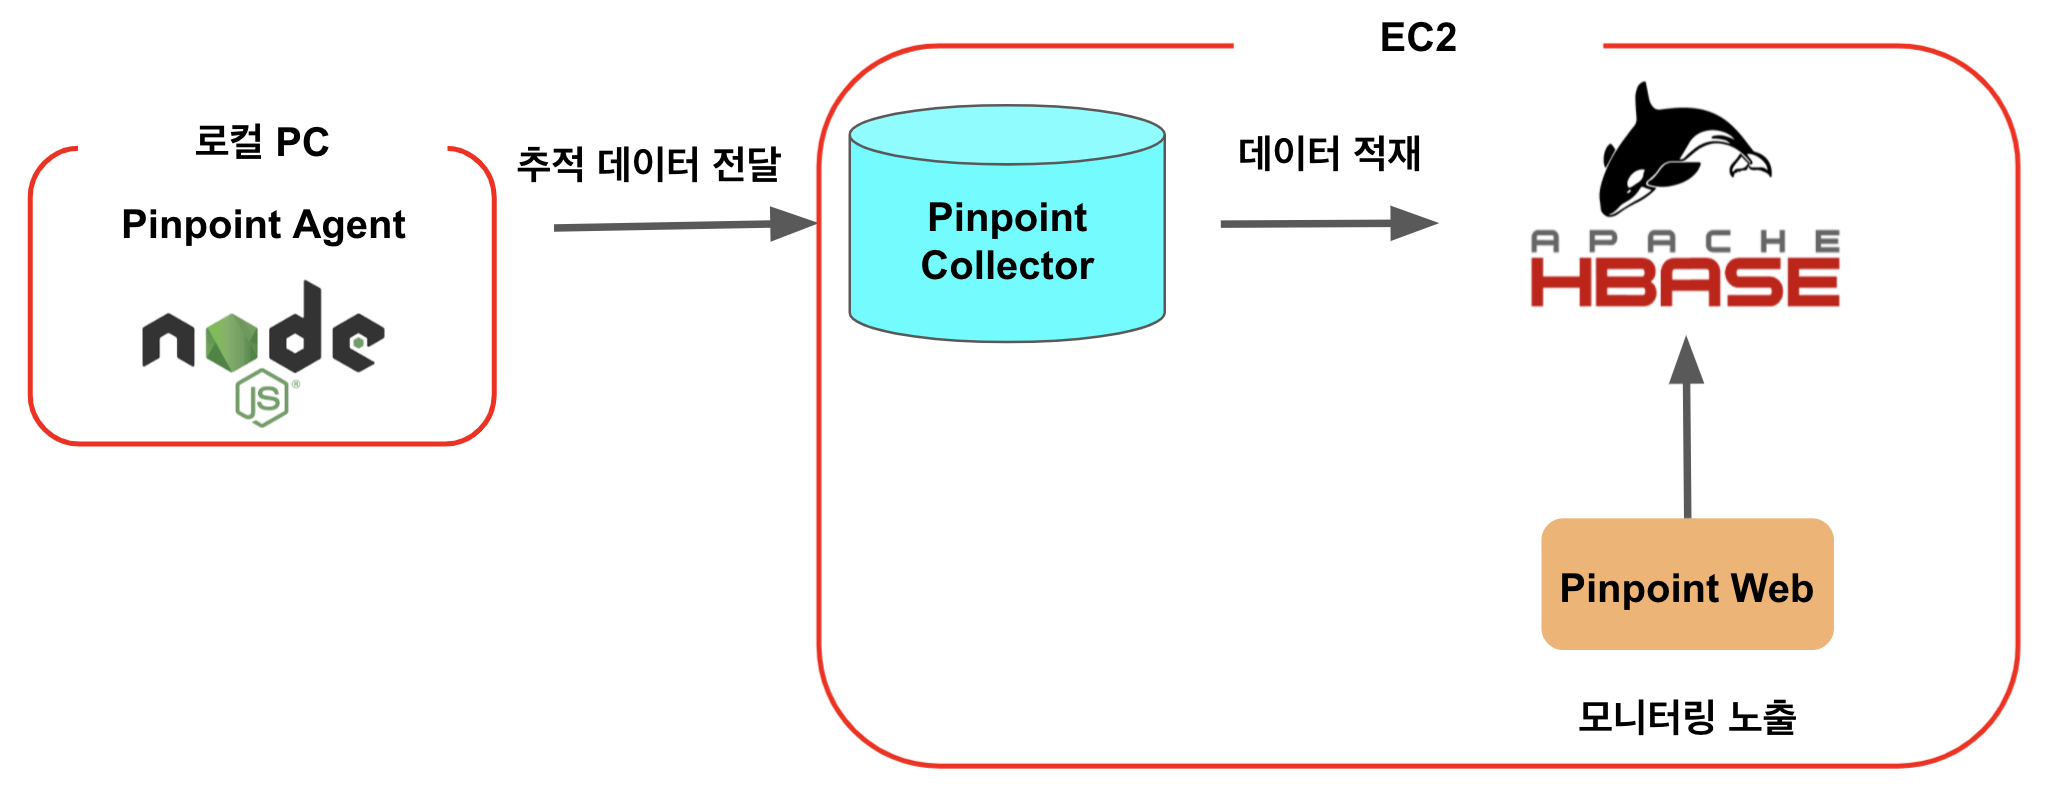 EC2
로컬 PC
Pinpoint Agent
node
JS®
추적 데이터 전달
Pinpoint
Collector
데이터 적재
APACHE
HBASE
Pinpoint Web
모니터링 노출